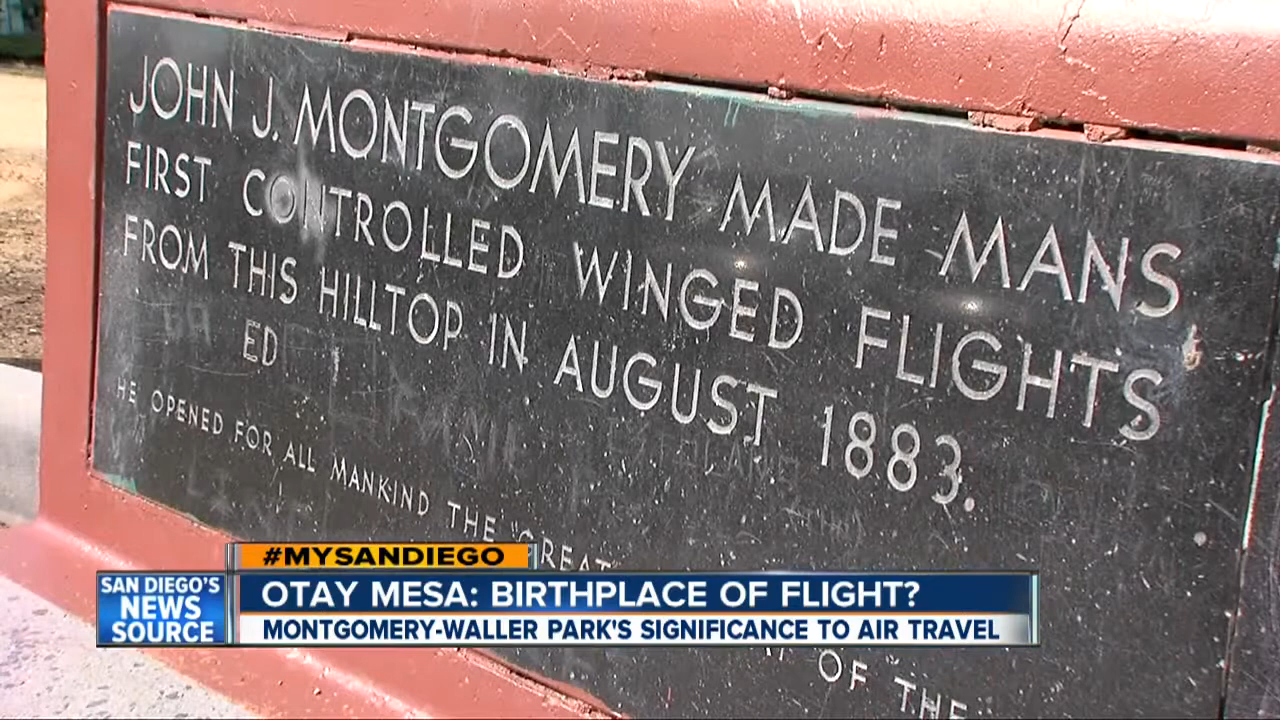 JOHN J. MONTGOMERY MADE MANS
FIRST CONTROLLED WINGED FLIGHTS
FROM THIS HILLTOP IN AUGUST 1883.
ED
HE OPENED FOR ALL MANKIND THE "GREAT
OF THE
#MYSANDIEGO
SAN DIEGO'S
NEWS
SOURCE
OTAY MESA: BIRTHPLACE OF FLIGHT?
MONTGOMERY-WALLER PARK'S SIGNIFICANCE TO AIR TRAVEL